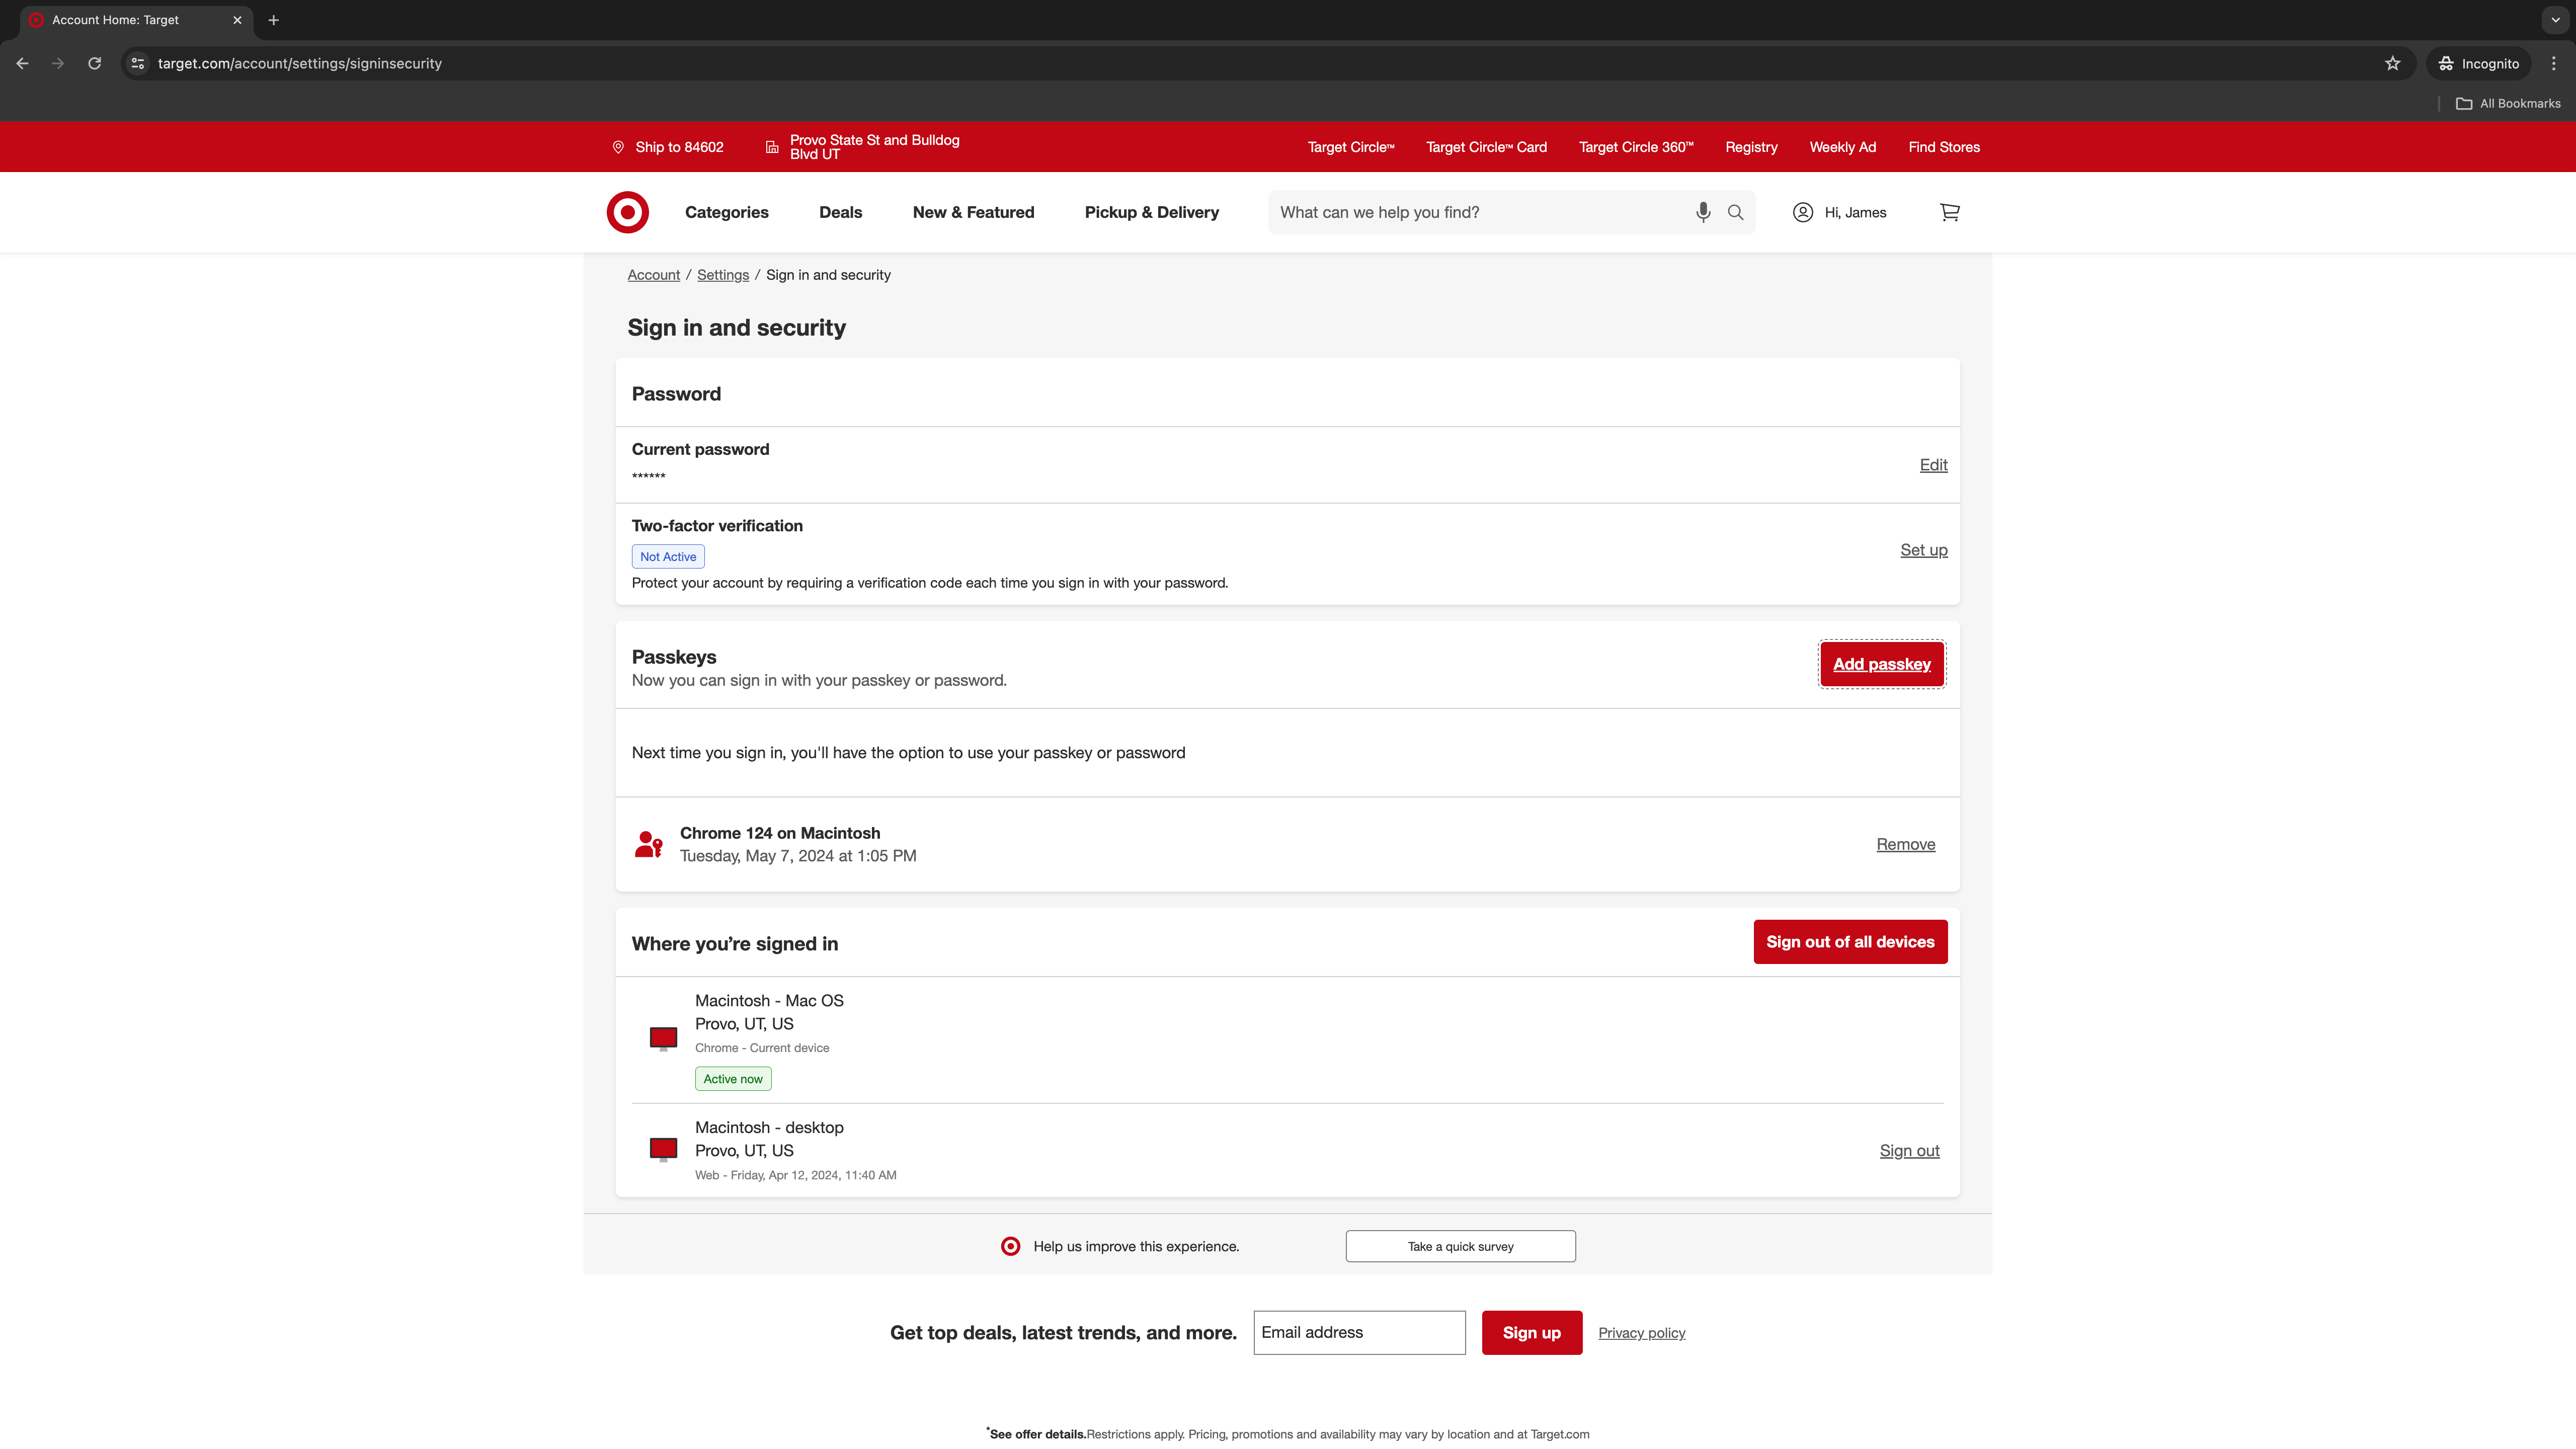 Account Home: Target
target.com/account/settings/signinsecurity
Incognito
All Bookmarks
Ship to 84602
Provo State St and Bulldog
Blvd UT
Target Circle™
Target Circle™ Card
Target Circle 360™
Registry
Weekly Ad
Find Stores
Categories
Deals
New & Featured
Pickup & Delivery
What can we help you find?
Hi, James
Account / Settings / Sign in and security
Sign in and security
Password
Current password
******
Edit
Two-factor verification
Not Active
Set up
Protect your account by requiring a verification code each time you sign in with your password.
Passkeys
Now you can sign in with your passkey or password.
Add passkey
Next time you sign in, you'll have the option to use your passkey or password
Chrome 124 on Macintosh
Tuesday, May 7, 2024 at 1:05 PM
Remove
Where you’re signed in
Sign out of all devices
Macintosh - Mac OS
Provo, UT, US
Chrome - Current device
Active now
Macintosh - desktop
Provo, UT, US
Web - Friday, Apr 12, 2024, 11:40 AM
Sign out
Help us improve this experience.
Take a quick survey
Get top deals, latest trends, and more.
Email address
Sign up
Privacy policy
*See offer details.Restrictions apply. Pricing, promotions and availability may vary by location and at Target.com